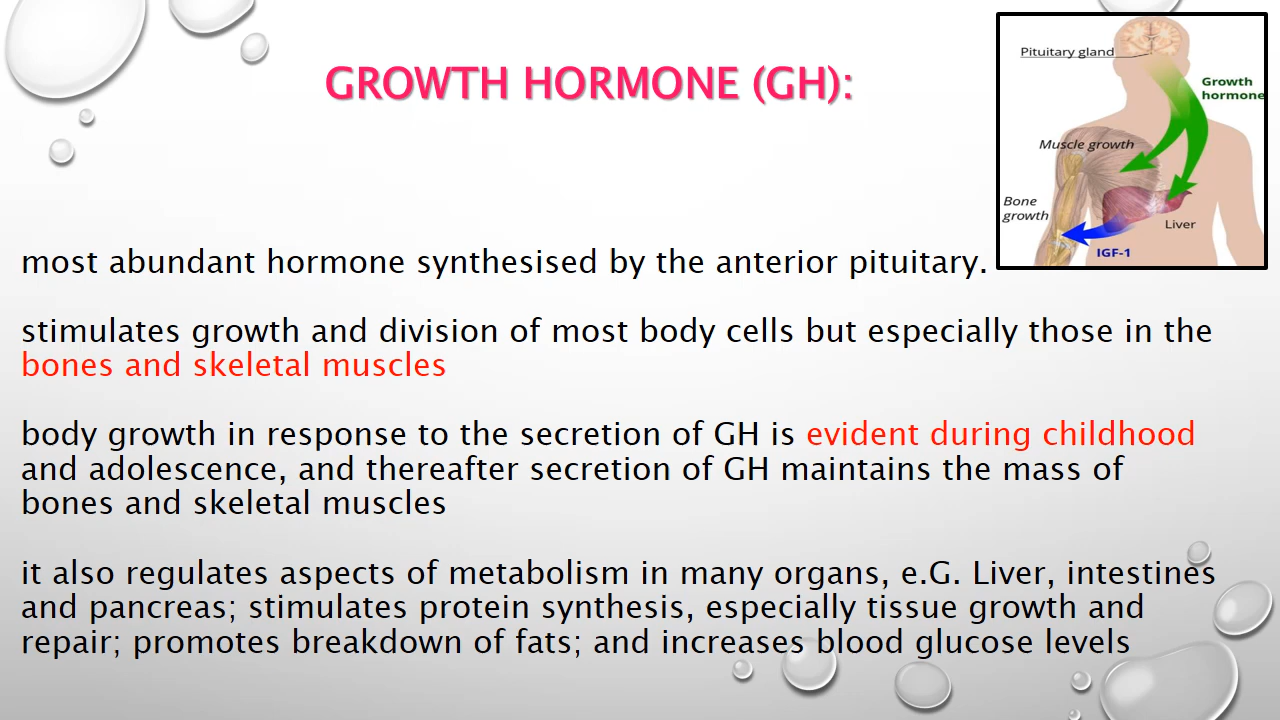 GROWTH HORMONE (GH):
Pituitary gland
Growth
hormone
Muscle growth
Bone
growth
Liver
IGF-1
most abundant hormone synthesised by the anterior pituitary.
stimulates growth and division of most body cells but especially those in the
bones and skeletal muscles
body growth in response to the secretion of GH is evident during childhood
and adolescence, and thereafter secretion of GH maintains the mass of
bones and skeletal muscles
it also regulates aspects of metabolism in many organs, e.G. Liver, intestines
and pancreas; stimulates protein synthesis, especially tissue growth and
repair; promotes breakdown of fats; and increases blood glucose levels